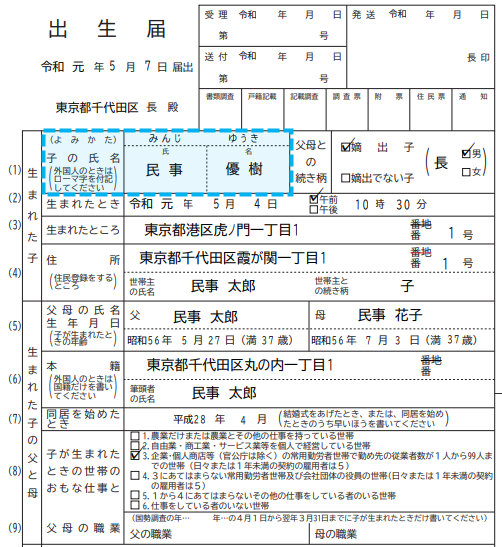 出 生 届
令和 元 年 5 月 7 日 届出
東京都千代田区 長 殿
受 理 令和 年 月 日
第 号
発 送 令和 年 月 日
送 付 令和 年 月 日
第 号
長 印
書類調査 戸籍記載 記載調査 調 査 票 附 票 住 民 票 通 知
生まれた子
(1)
(よ み か た)
子 の 氏 名
(外国人のときは
ローマ字を付記
してください)
みんじ ゆうき
氏 名
民 事 優 樹
父母と
の
続き柄
☑嫡 出 子
□嫡出でない子
(長 ☑男 □女)
(2)
生まれたとき
令和 元 年 5 月 4 日
☑午前
□午後
10 時 30 分
(3)
生まれたところ
東京都港区虎ノ門一丁目1
番地
番 1 号
(4)
住 所
(住民登録をする
ところ)
東京都千代田区霞が関一丁目1
番地
番 1 号
世帯主
の氏名
民事 太郎
世帯主と
の続き柄
子
生まれた子の父と母
(5)
父 母 の 氏 名
生 年 月 日
(子が生まれたと
きの年齢)
父 民事 太郎
母 民事 花子
昭和56 年 5 月 27 日 (満 37 歳)
昭和56 年 7 月 3 日 (満 37 歳)
(6)
本 籍
(外国人のときは
国籍だけを書い
てください)
東京都千代田区丸の内一丁目1
番地
番
筆頭者
の氏名
民事 太郎
(7)
同居を始めた
とき
平成28 年 4 月
(結婚式をあげたとき、または、同居を始め
たときのうち早いほうを書いてください)
(8)
子が生まれた
ときの世帯の
おもな仕事と
□ 1. 農業だけまたは農業とその他の仕事を持っている世帯
□ 2. 自由業・商工業・サービス業等を個人で経営している世帯
☑ 3. 企業・個人商店等（官公庁は除く）の常用勤労者世帯で勤め先の従業者数が1人から99人ま
での世帯（日々または1年未満の契約の雇用者は5）
□ 4. 3にあてはまらない常用勤労者世帯及び会社団体の役員の世帯（日々または1年未満の契約
の雇用者は5）
□ 5. 1から4にあてはまらないその他の仕事をしている者のいる世帯
□ 6. 仕事をしている者のいない世帯
(9)
父 母 の 職 業
（国勢調査の年… 年…の4月1日から翌年3月31日までに子が生まれたときだけ書いてください）
父の職業 母の職業